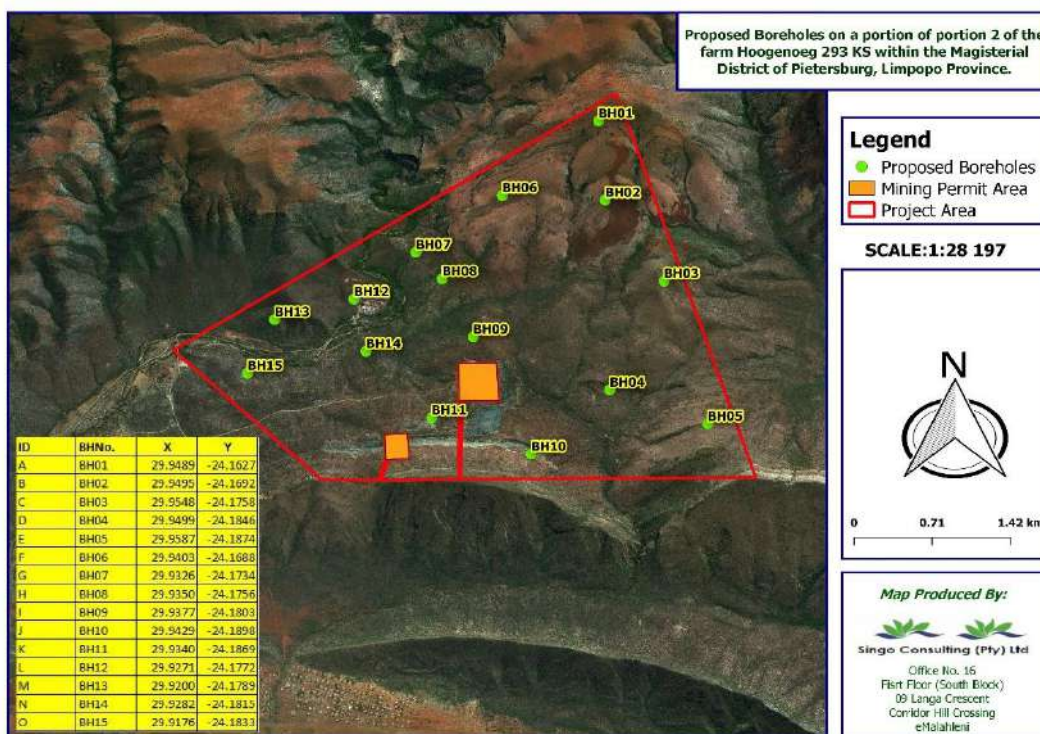 Proposed Boreholes on a portion of portion 2 of the
farm Hoogenoeg 293 KS within the Magisterial
District of Pietersburg, Limpopo Province.
BH01
BH06
BH02
BH07
BH08
BH03
BH12
BH13
BH09
BH14
BH15
BH04
BH11
BH05
BH10
ID BHNo. X Y
A BH01 29.9489 -24.1627
B BH02 29.9495 -24.1692
C BH03 29.9548 -24.1758
D BH04 29.9499 -24.1846
E BH05 29.9587 -24.1874
F BH06 29.9403 -24.1688
G BH07 29.9326 -24.1734
H BH08 29.9350 -24.1756
I BH09 29.9377 -24.1803
J BH10 29.9429 -24.1898
K BH11 29.9340 -24.1869
L BH12 29.9271 -24.1772
M BH13 29.9200 -24.1789
N BH14 29.9282 -24.1815
O BH15 29.9176 -24.1833
Legend
Proposed Boreholes
Mining Permit Area
Project Area
SCALE:1:28 197
N
0 0.71 1.42 km
Map Produced By:
Singo Consulting (Pty) Ltd
Office No. 16
Fisrt Floor (South Block)
09 Langa Crescent
Corridor Hill Crossing
eMalahleni